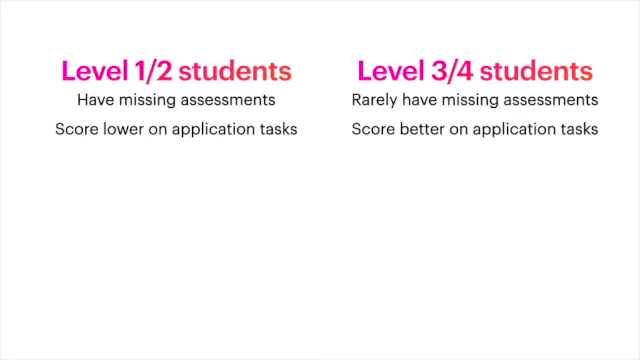 Level 1/2 students
Have missing assessments
Score lower on application tasks
Level 3/4 students
Rarely have missing assessments
Score better on application tasks